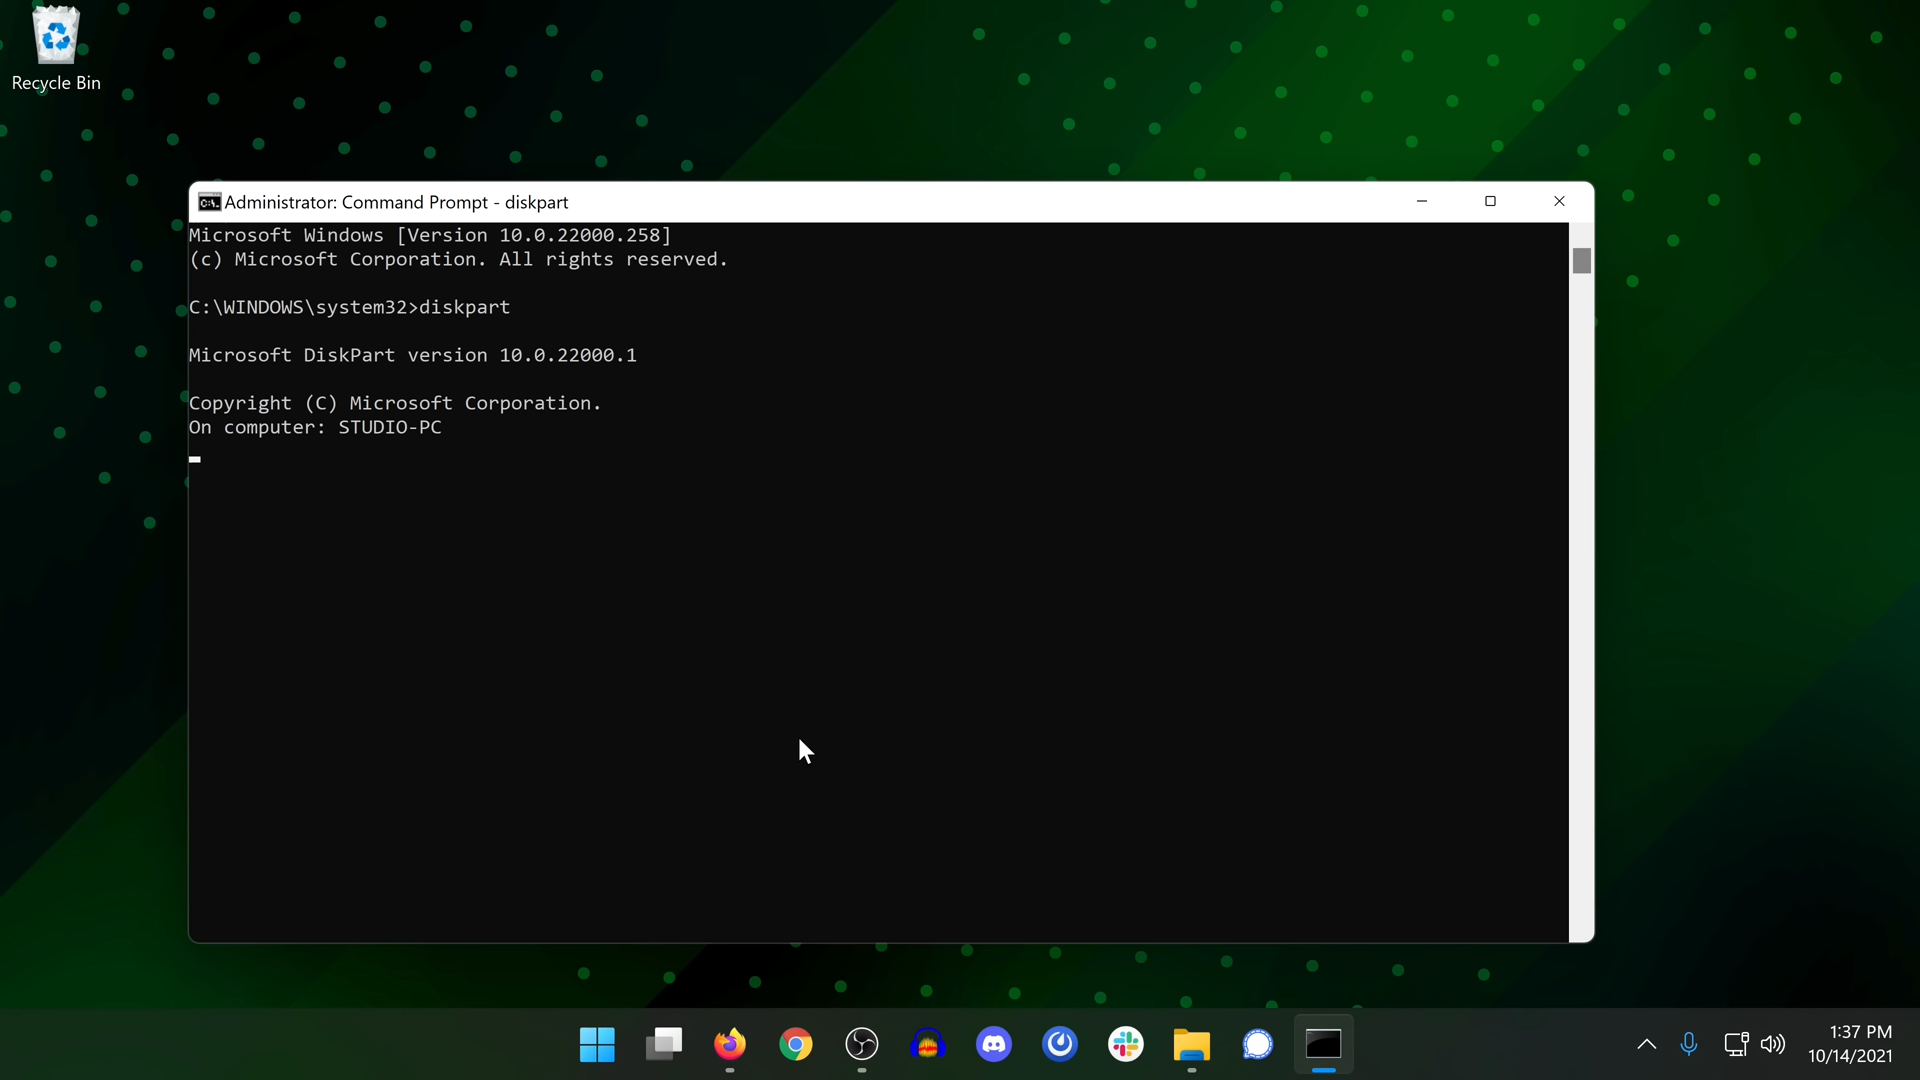 Recycle Bin
Administrator: Command Prompt - diskpart
Microsoft Windows [Version 10.0.22000.258]
(c) Microsoft Corporation. All rights reserved.
C:\WINDOWS\system32>diskpart
Microsoft DiskPart version 10.0.22000.1
Copyright (C) Microsoft Corporation.
On computer: STUDIO-PC
1:37 PM
10/14/2021